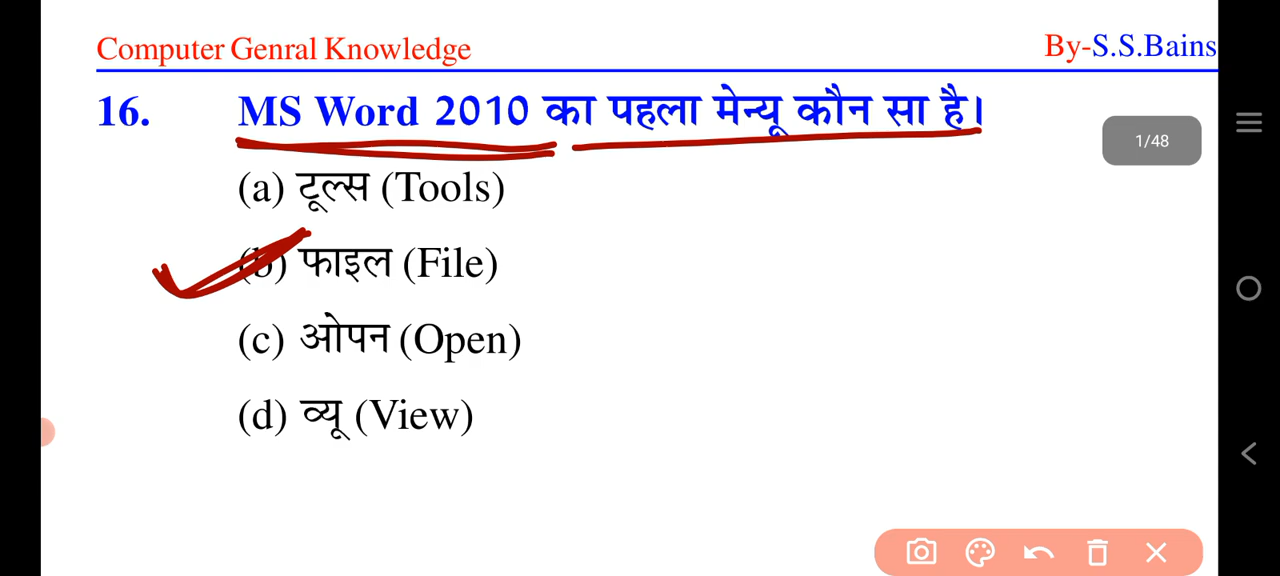 Computer Genral Knowledge By-S.S.Bains
16. MS Word 2010 का पहला मेन्यू कौन सा है।
1/48
(a) टूल्स (Tools)
(b) फाइल (File)
(c) ओपन (Open)
(d) व्यू (View)